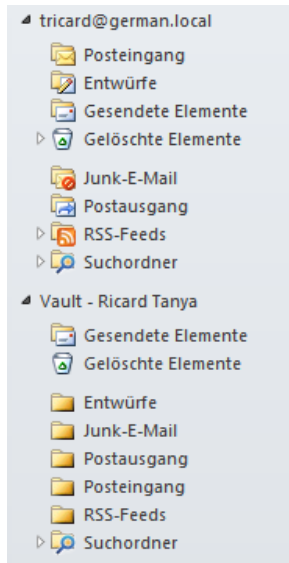 tricard@german.local
Posteingang
Entwürfe
Gesendete Elemente
Gelöschte Elemente
Junk-E-Mail
Postausgang
RSS-Feeds
Suchordner
Vault - Ricard Tanya
Gesendete Elemente
Gelöschte Elemente
Entwürfe
Junk-E-Mail
Postausgang
Posteingang
RSS-Feeds
Suchordner